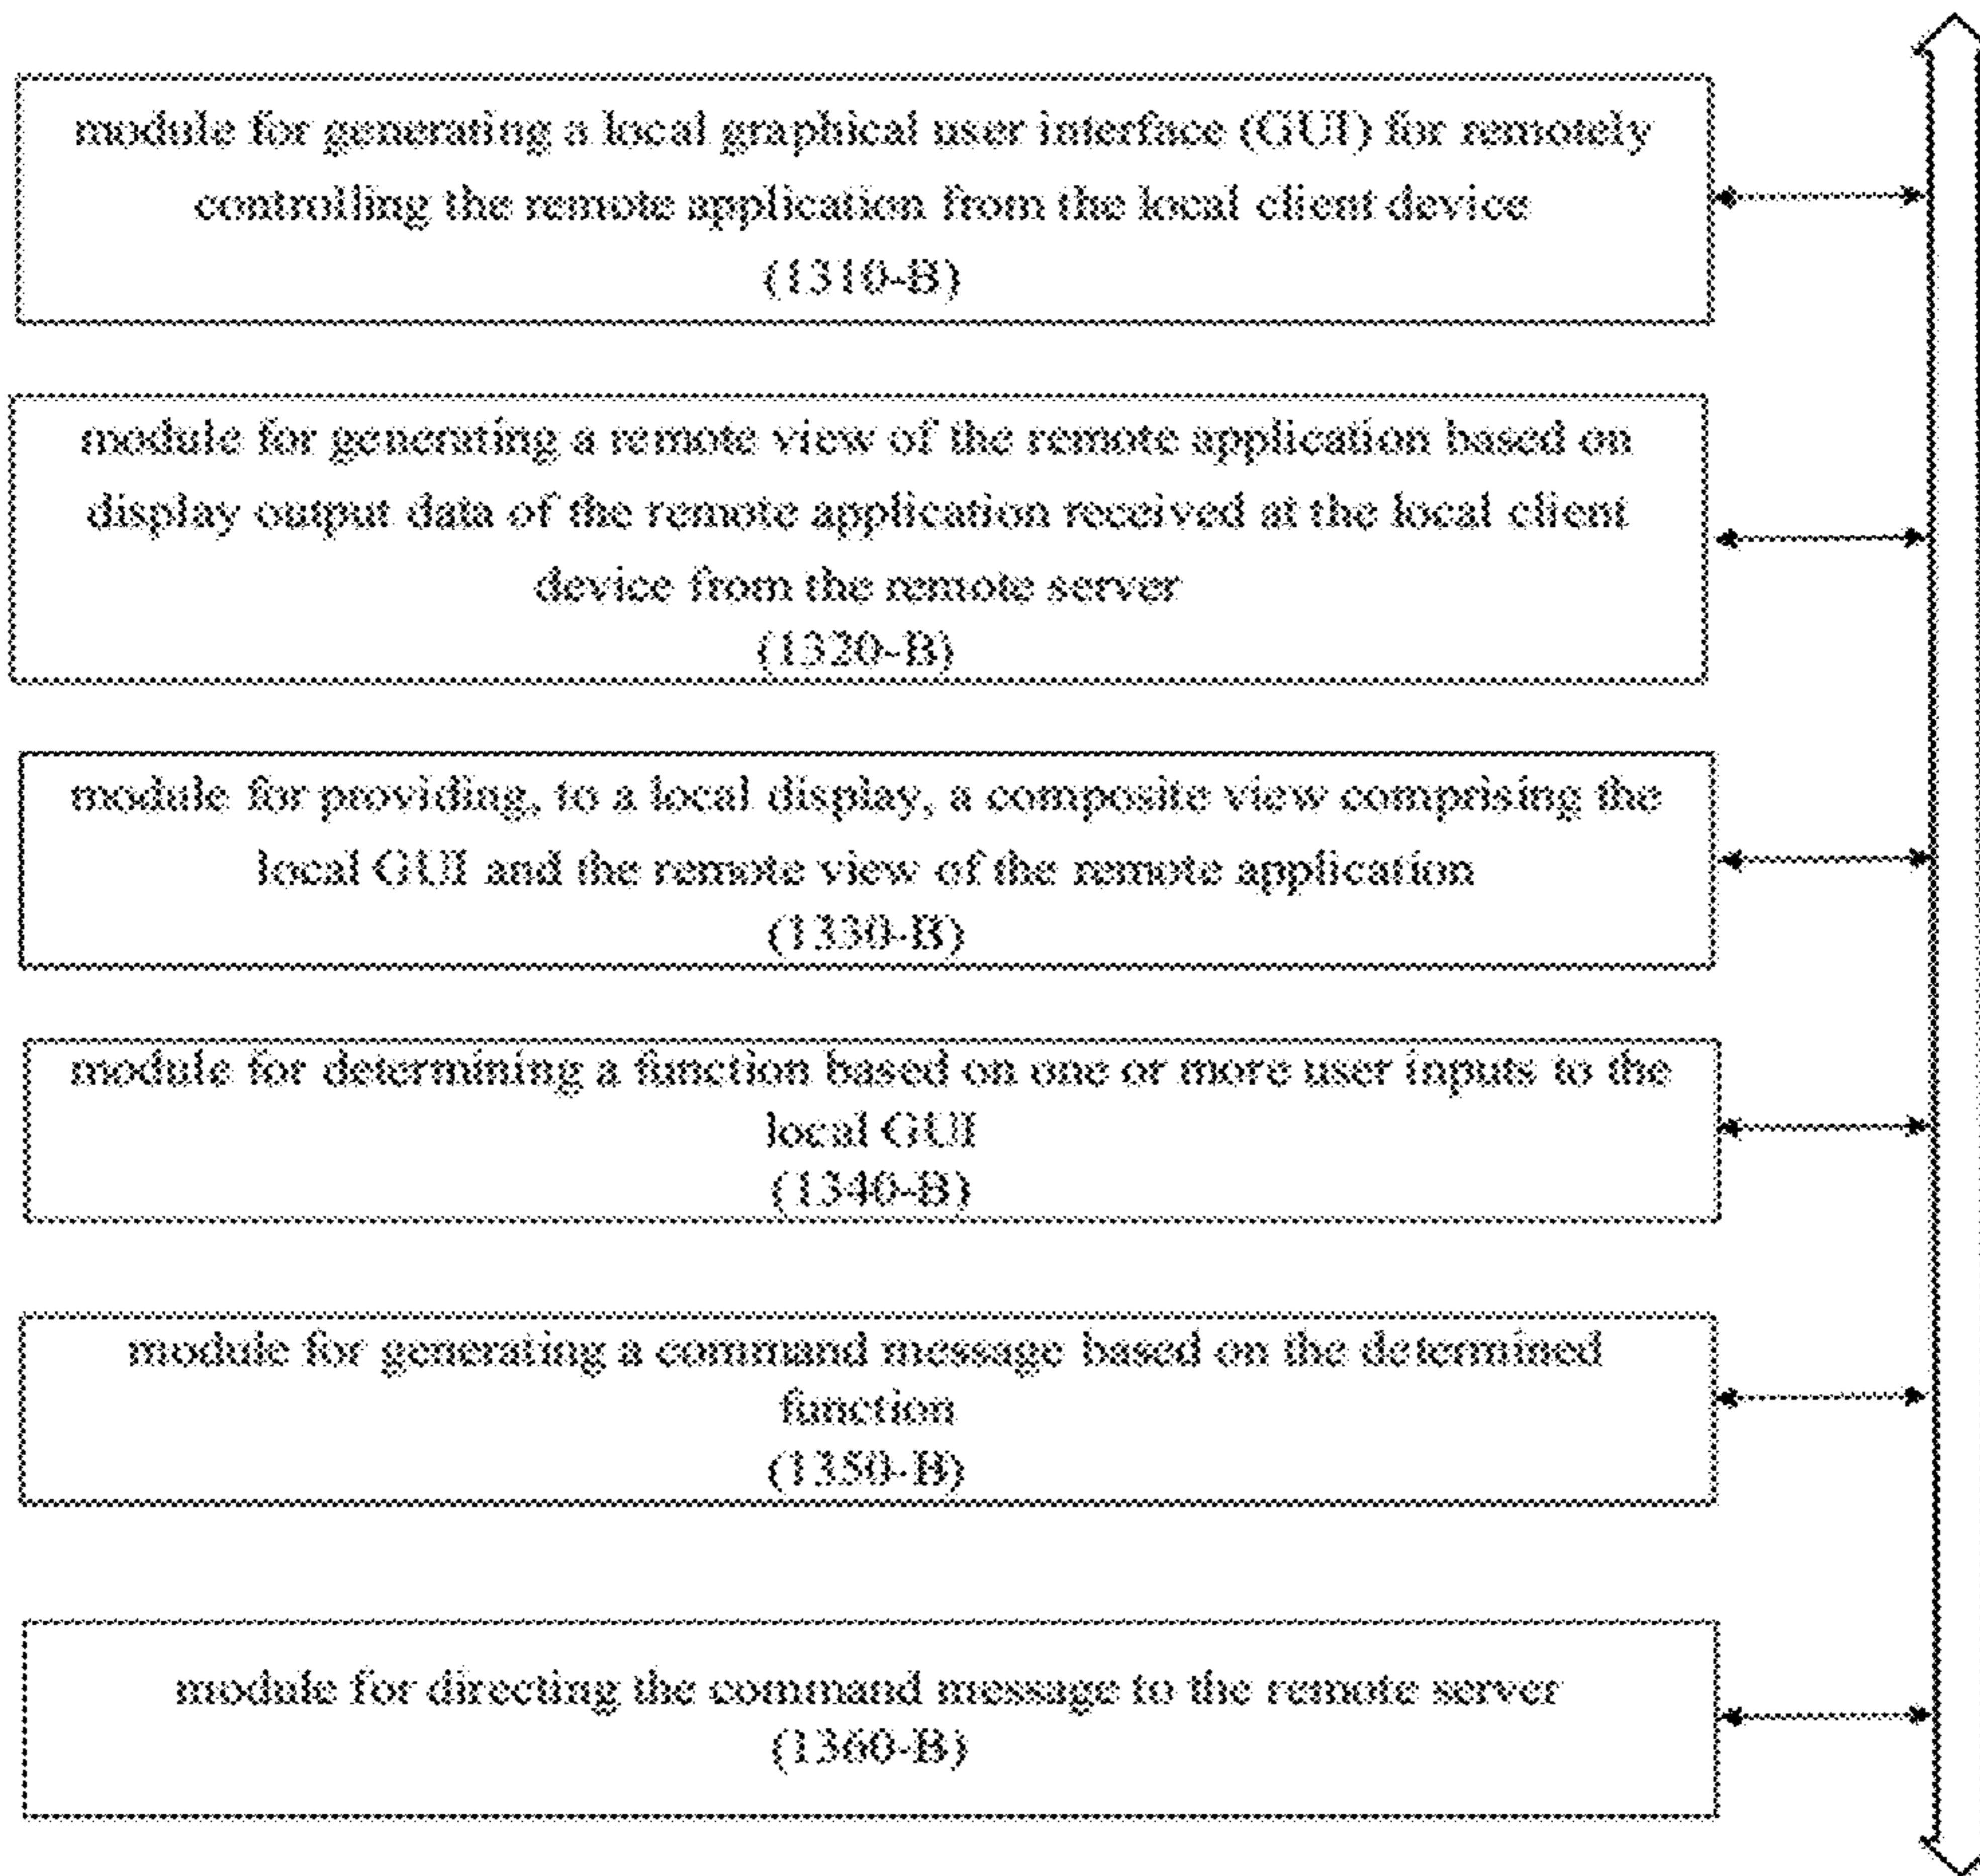 module for generating a local graphical user interface (GUI) for remotely
controlling the remote application from the local client device
(1310-B)
module for generating a remote view of the remote application based on
display output data of the remote application received at the local client
device from the remote server
(1320-B)
module for providing, to a local display, a composite view comprising the
local GUI and the remote view of the remote application
(1330-B)
module for determining a function based on one or more user inputs to the
local GUI
(1340-B)
module for generating a command message based on the determined
function
(1350-B)
module for directing the command message to the remote server
(1360-B)